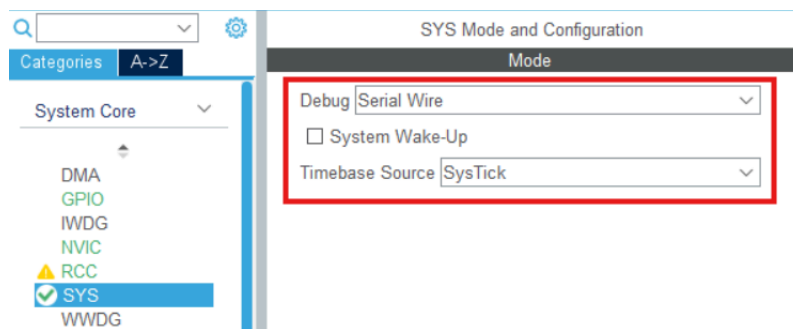 SYS Mode and Configuration
Categories A->Z
Mode
System Core
DMA
GPIO
IWDG
NVIC
RCC
SYS
WWDG
Debug Serial Wire
System Wake-Up
Timebase Source SysTick